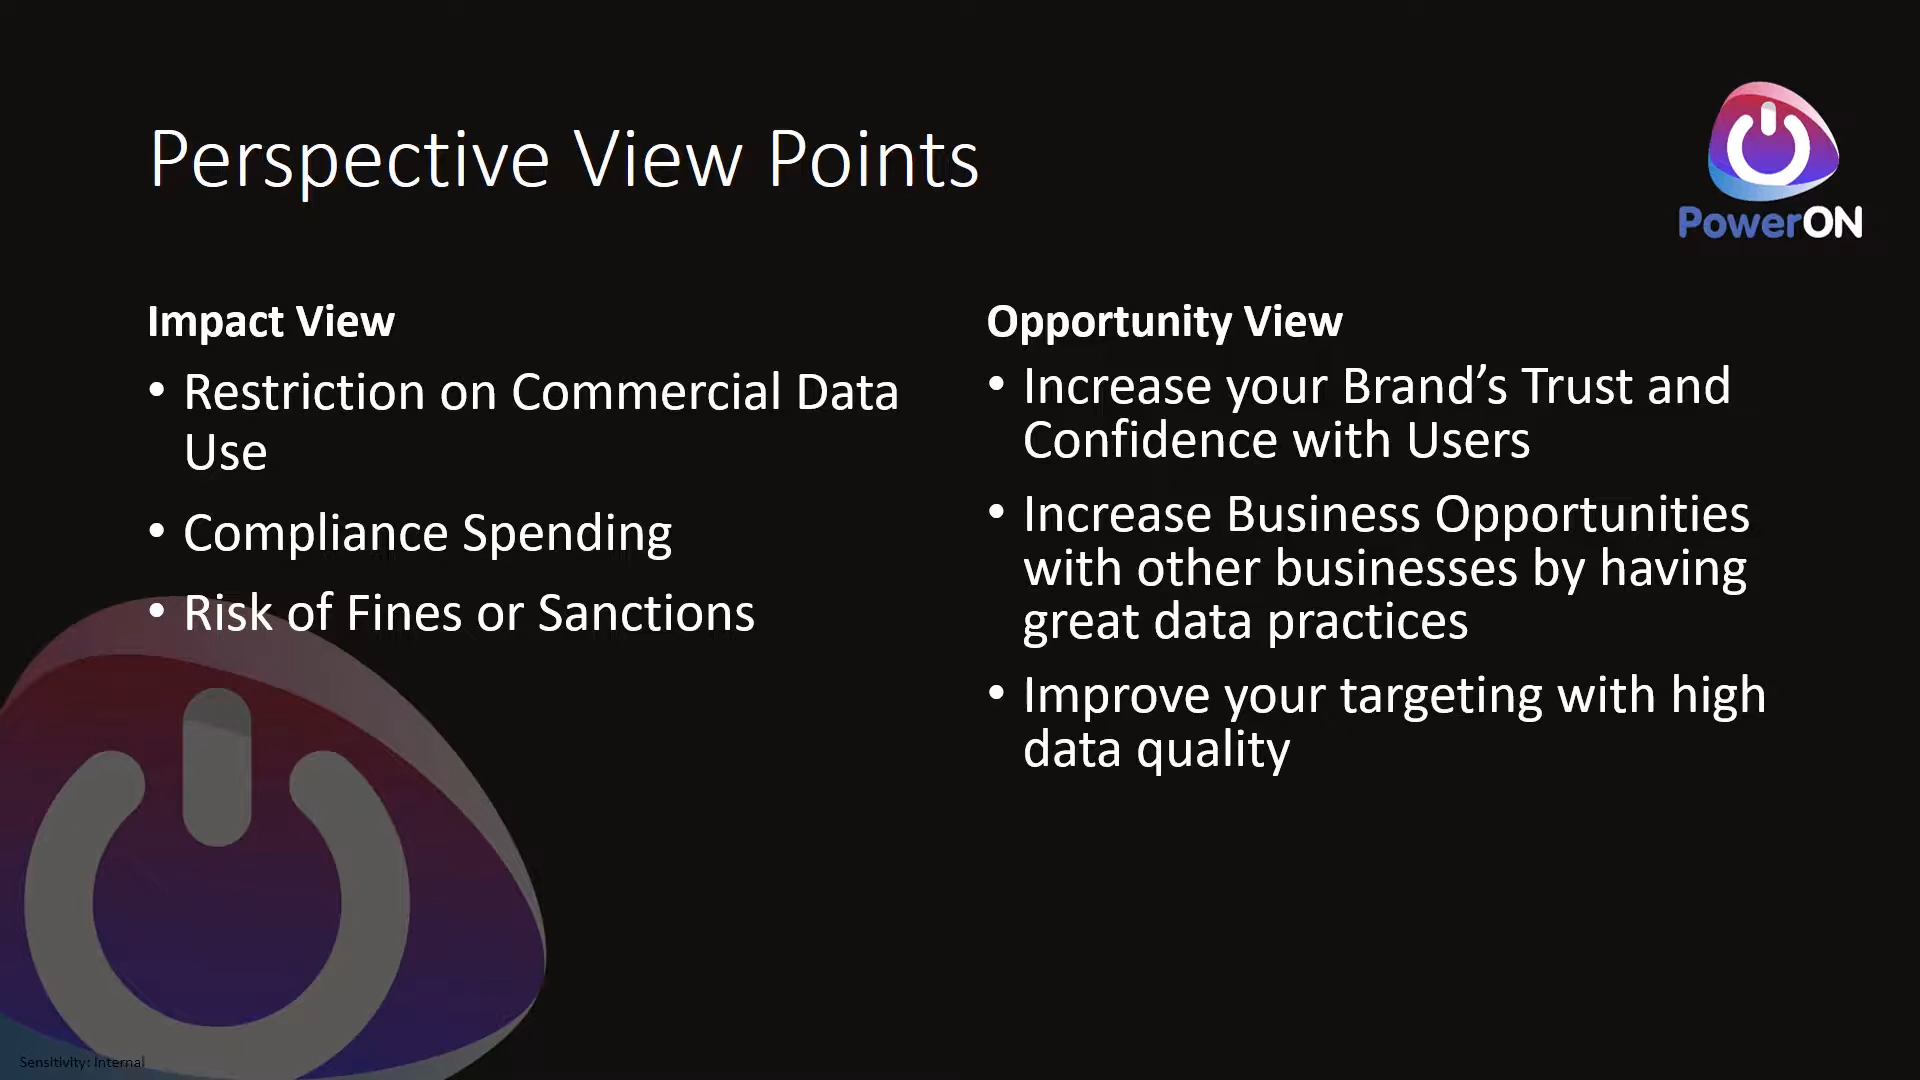 Perspective View Points
PowerON
Impact View
• Restriction on Commercial Data
Use
• Compliance Spending
• Risk of Fines or Sanctions
Opportunity View
• Increase your Brand’s Trust and
Confidence with Users
• Increase Business Opportunities
with other businesses by having
great data practices
• Improve your targeting with high
data quality
Sensitivity: Internal